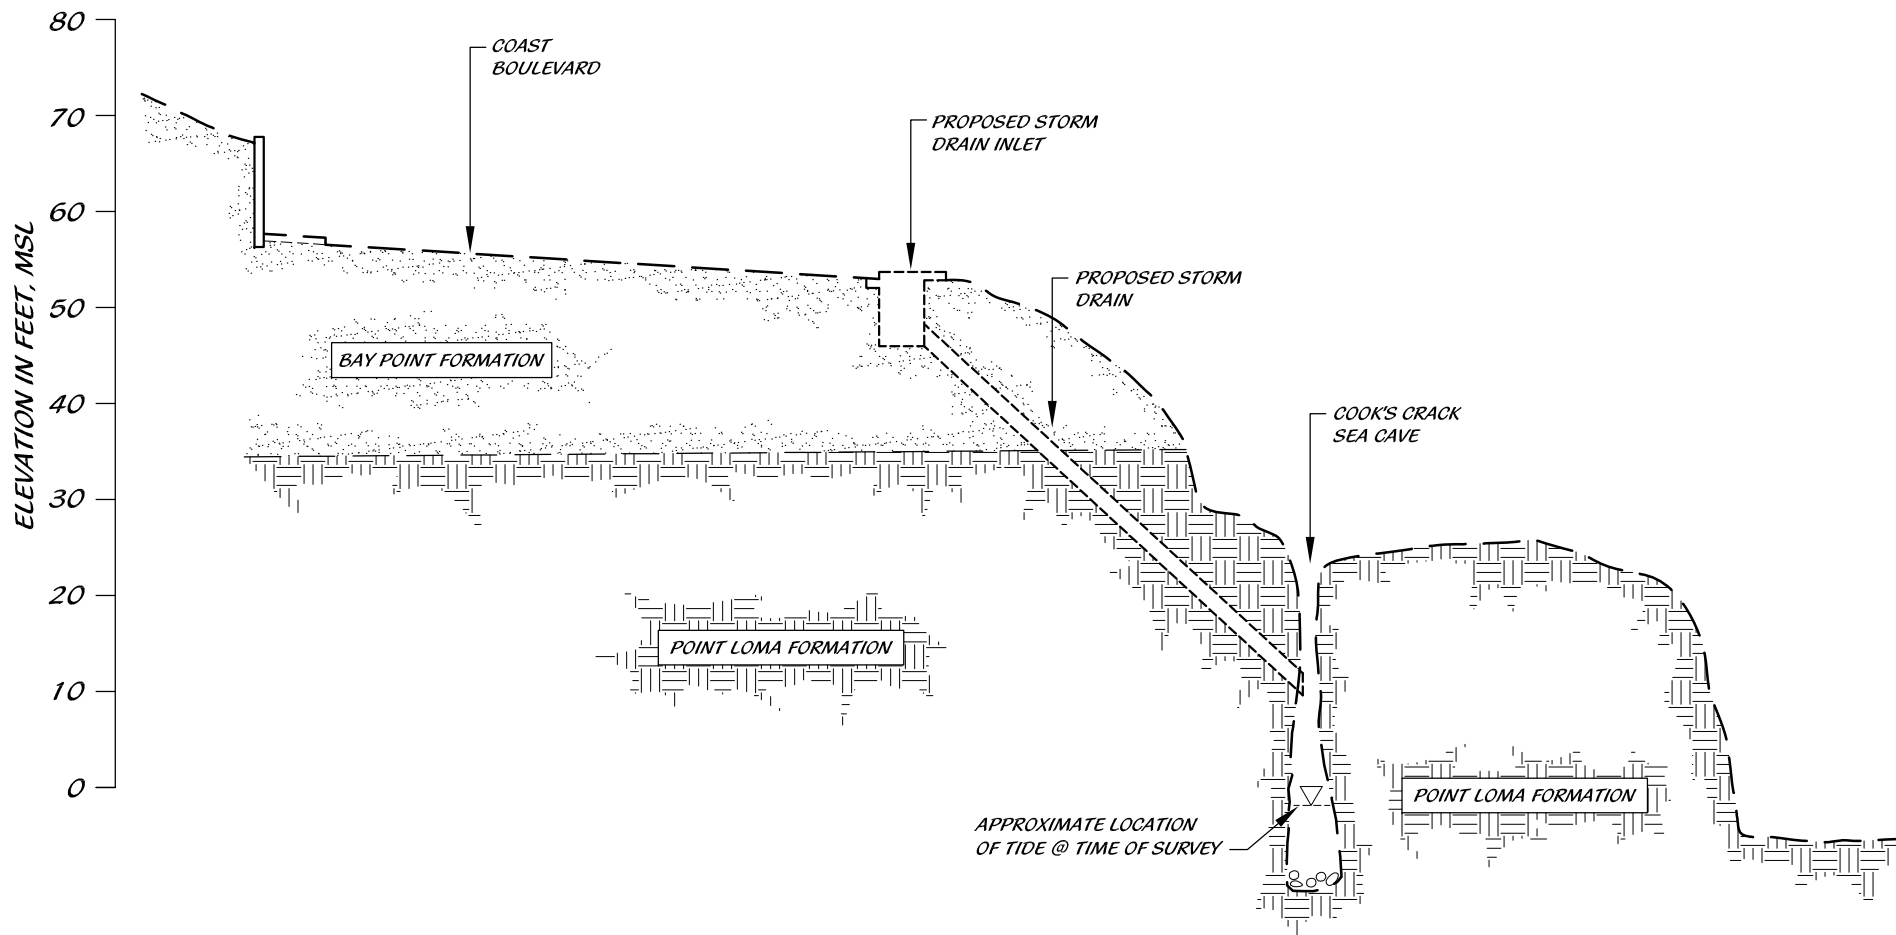 80
70
60
50
40
30
20
10
0
ELEVATION IN FEET, MSL
COAST
BOULEVARD
PROPOSED STORM
DRAIN INLET
PROPOSED STORM
DRAIN
BAY POINT FORMATION
COOK'S CRACK
SEA CAVE
POINT LOMA FORMATION
POINT LOMA FORMATION
APPROXIMATE LOCATION
OF TIDE @ TIME OF SURVEY